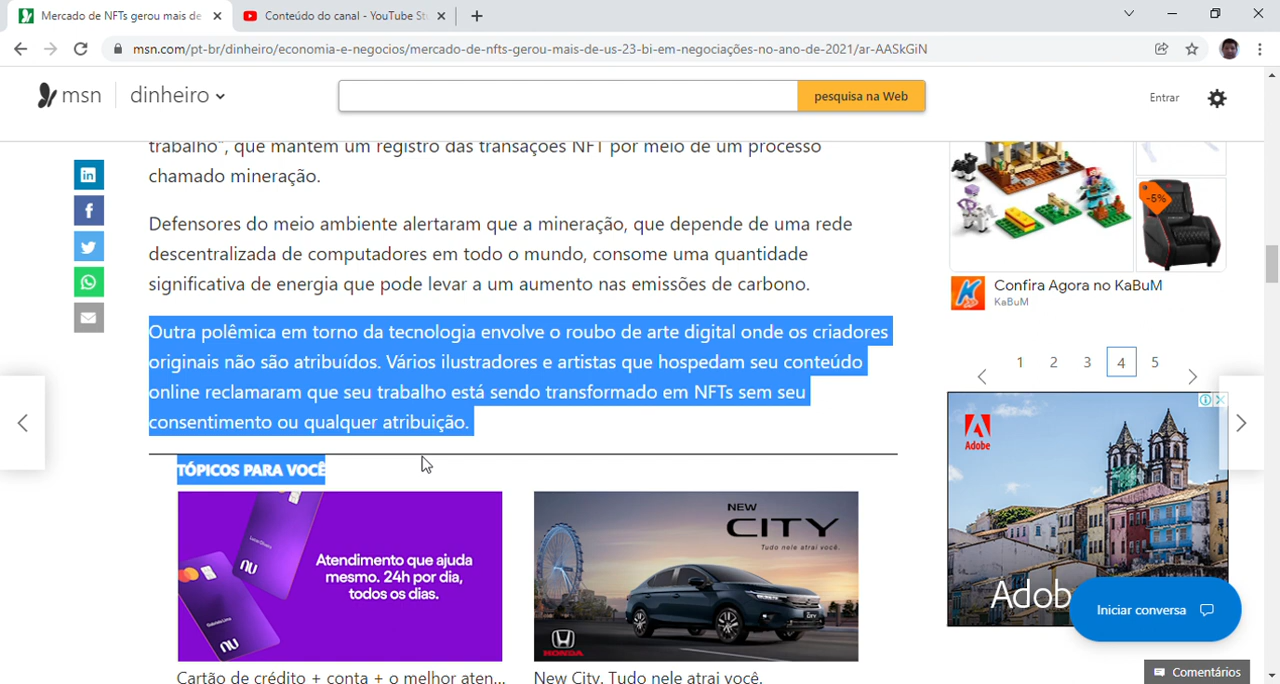 Mercado de NFTs gerou mais de
Conteúdo do canal - YouTube St
msn.com/pt-br/dinheiro/economia-e-negocios/mercado-de-nfts-gerou-mais-de-us-23-bi-em-negociações-no-ano-de-2021/ar-AASkGiN
msn
dinheiro
pesquisa na Web
Entrar
trabalho", que mantém um registro das transações NFT por meio de um processo
chamado mineração.
Defensores do meio ambiente alertaram que a mineração, que depende de uma rede
descentralizada de computadores em todo o mundo, consome uma quantidade
significativa de energia que pode levar a um aumento nas emissões de carbono.
Outra polêmica em torno da tecnologia envolve o roubo de arte digital onde os criadores
originais não são atribuídos. Vários ilustradores e artistas que hospedam seu conteúdo
online reclamaram que seu trabalho está sendo transformado em NFTs sem seu
consentimento ou qualquer atribuição.
TÓPICOS PARA VOCÊ
Atendimento que ajuda
mesmo. 24h por dia,
todos os dias.
nu
nu
Cartão de crédito + conta + o melhor aten...
NEW
CITY
Tudo nele atrai você.
HONDA
New City. Tudo nele atrai você.
-5%
Confira Agora no KaBuM
KaBuM
1 2 3 4 5
Adobe
Adob
Iniciar conversa
Comentários